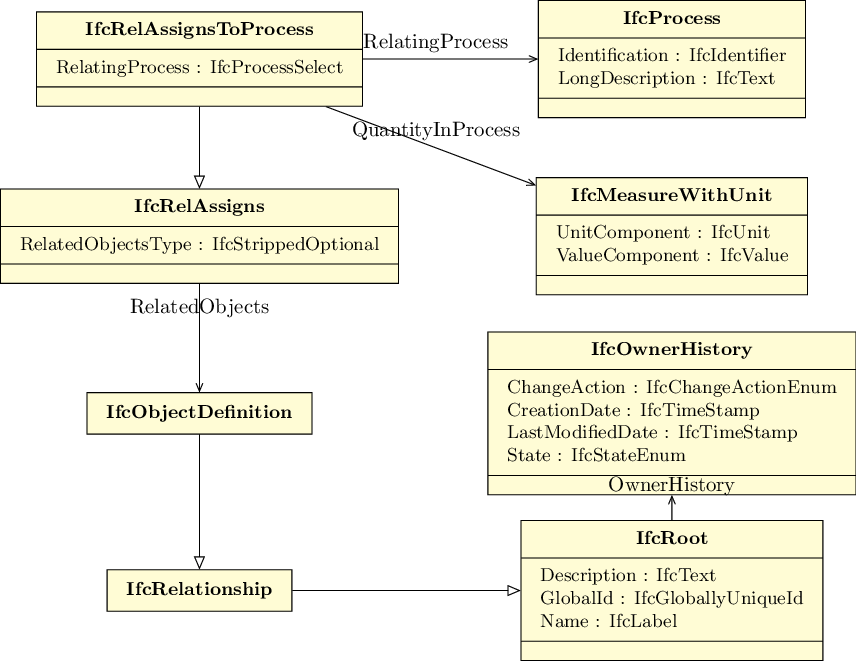 IfcRelAssignsToProcess
RelatingProcess : IfcProcessSelect
RelatingProcess
IfcProcess
Identification : IfcIdentifier
LongDescription : IfcText
QuantityInProcess
IfcMeasureWithUnit
UnitComponent : IfcUnit
ValueComponent : IfcValue
IfcRelAssigns
RelatedObjectsType : IfcStrippedOptional
RelatedObjects
IfcOwnerHistory
ChangeAction : IfcChangeActionEnum
CreationDate : IfcTimeStamp
LastModifiedDate : IfcTimeStamp
State : IfcStateEnum
OwnerHistory
IfcObjectDefinition
IfcRelationship
IfcRoot
Description : IfcText
GlobalId : IfcGloballyUniqueId
Name : IfcLabel